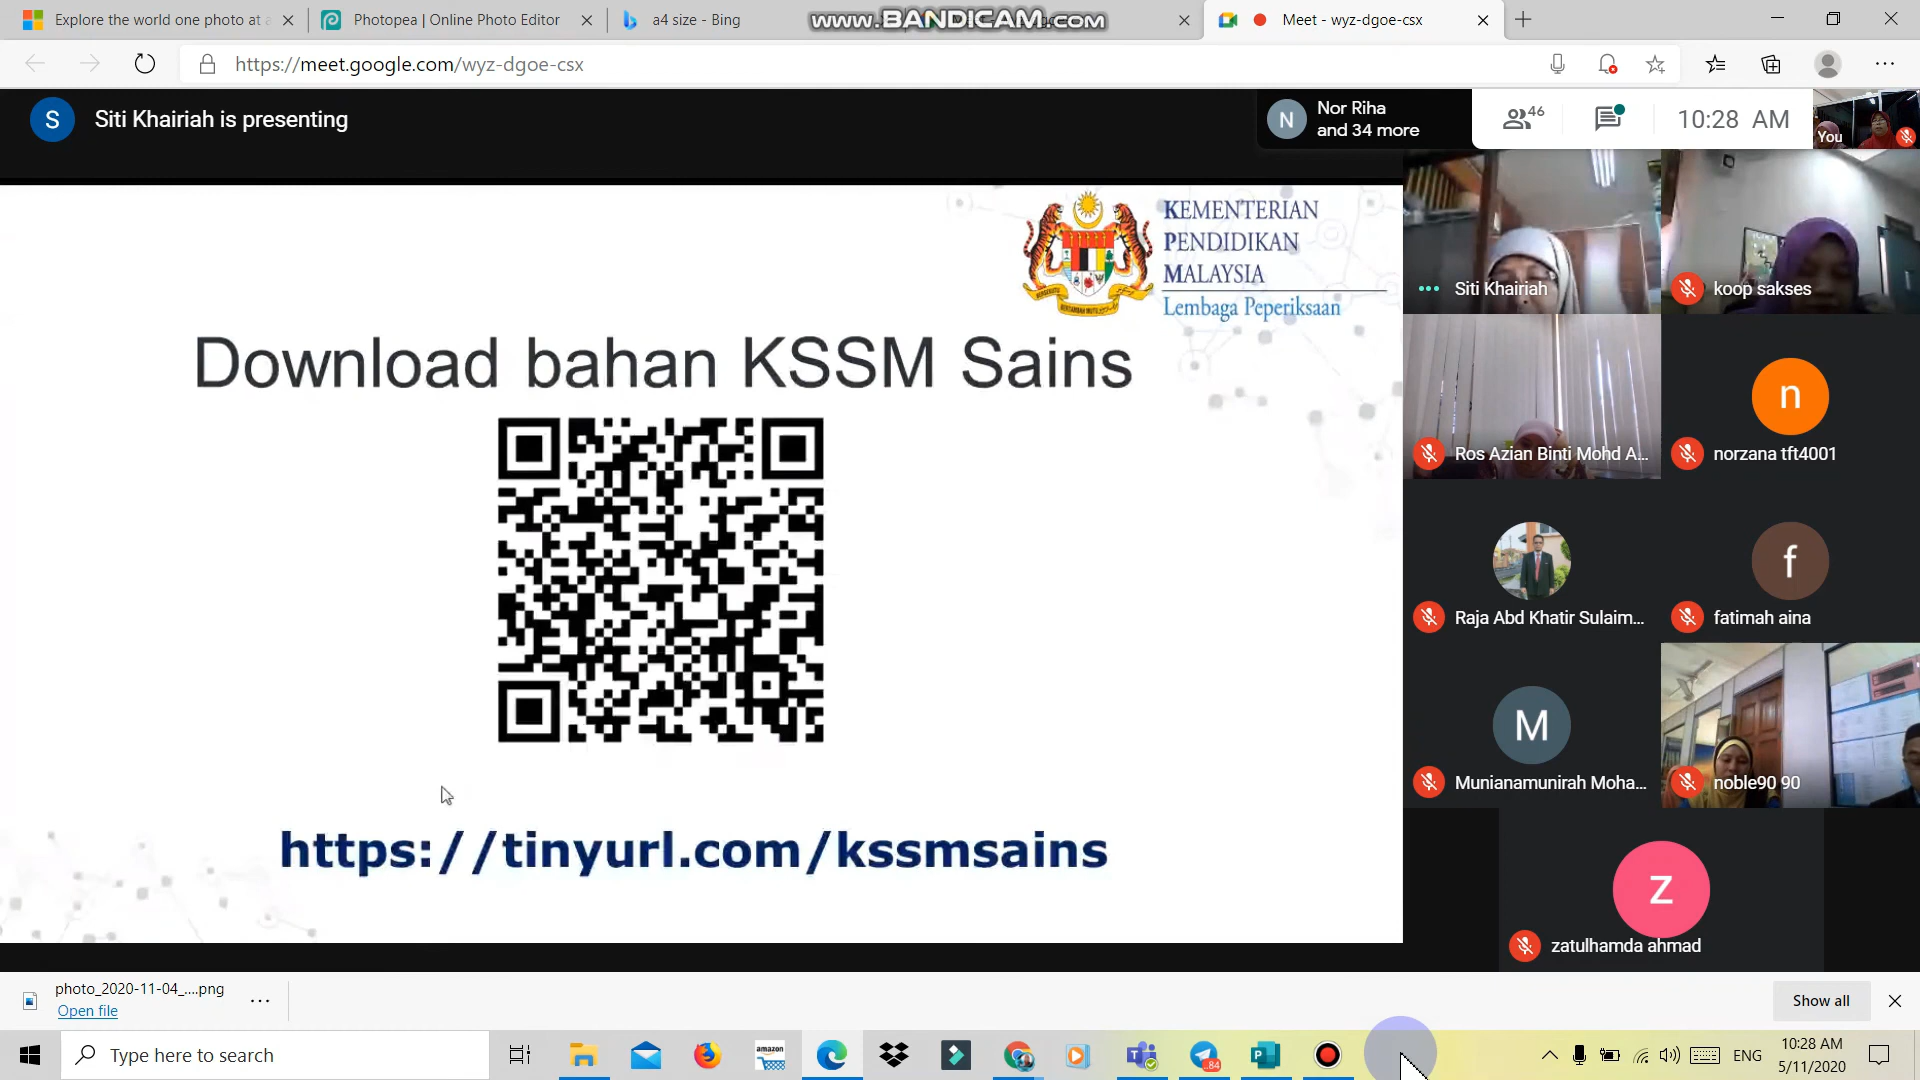 Explore the world one photo at a
Photopea | Online Photo Editor
a4 size - Bing
www.BANDICAM.com
Meet - wyz-dgoe-csx
https://meet.google.com/wyz-dgoe-csx
S
Siti Khairiah is presenting
N
Nor Riha
and 34 more
46
10:28 AM
You
KEMENTERIAN
PENDIDIKAN
MALAYSIA
Lembaga Peperiksaan
Download bahan KSSM Sains
https://tinyurl.com/kssmsains
Siti Khairiah
koop sakses
Ros Azian Binti Mohd A...
n
norzana tft4001
Raja Abd Khatir Sulaim...
f
fatimah aina
M
Munianamunirah Moha...
noble90 90
z
zatulhamda ahmad
photo_2020-11-04_....png
Open file
Show all
Type here to search
amazon
..84
ENG
10:28 AM
5/11/2020